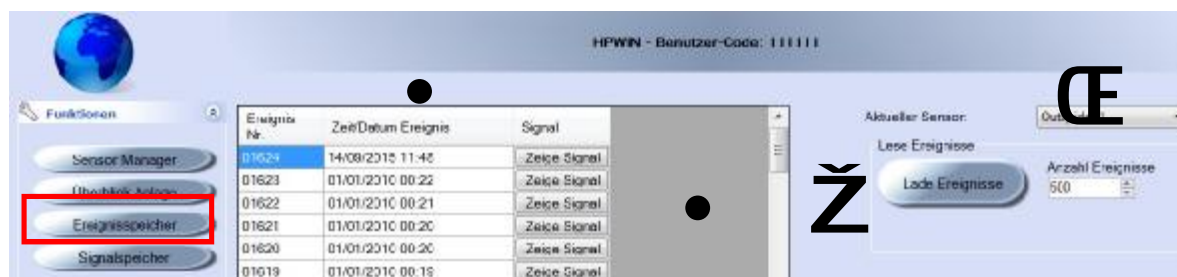 HPWIN - Benutzer-Code: 111111
Funktionen
Sensor Manager
Überblick Anlage
Ereignisspeicher
Signalspeicher
Ereignis Nr. Zeit/Datum Ereignis Signal
01624 14/09/2015 11:48 Zeige Signal
01623 01/01/2010 00:22 Zeige Signal
01622 01/01/2010 00:21 Zeige Signal
01621 01/01/2010 00:20 Zeige Signal
01620 01/01/2010 00:20 Zeige Signal
01619 01/01/2010 00:19 Zeige Signal
Œ
Aktueller Sensor:
Lese Ereignisse
Ž
Lade Ereignisse
Anzahl Ereignisse
500